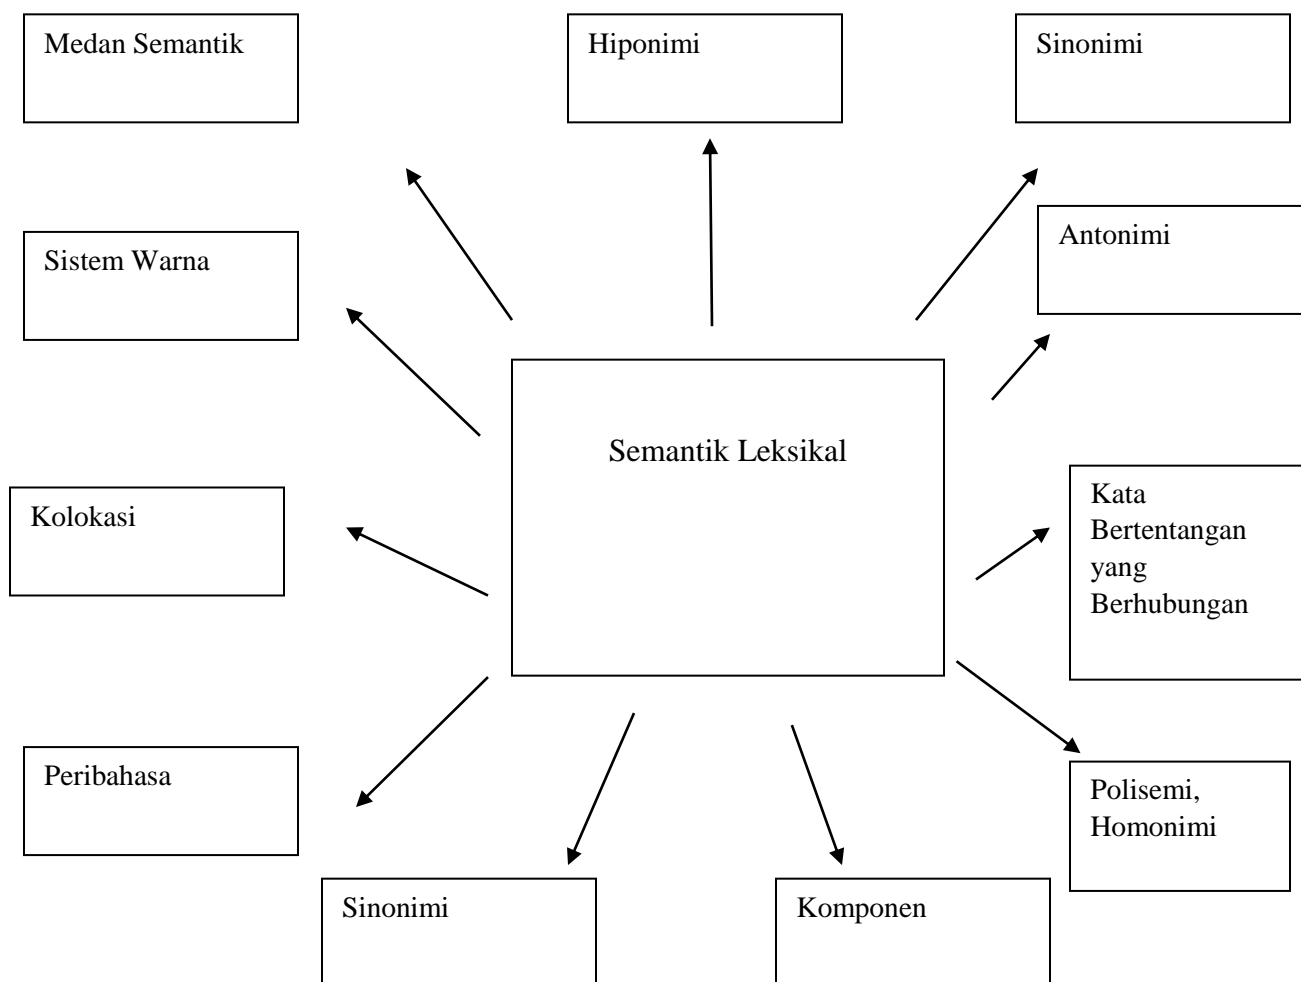 Medan Semantik
Hiponimi
Sinonimi
Sistem Warna
Antonimi
Semantik Leksikal
Kolokasi
Kata
Bertentangan
yang
Berhubungan
Peribahasa
Polisemi,
Homonimi
Sinonimi
Komponen